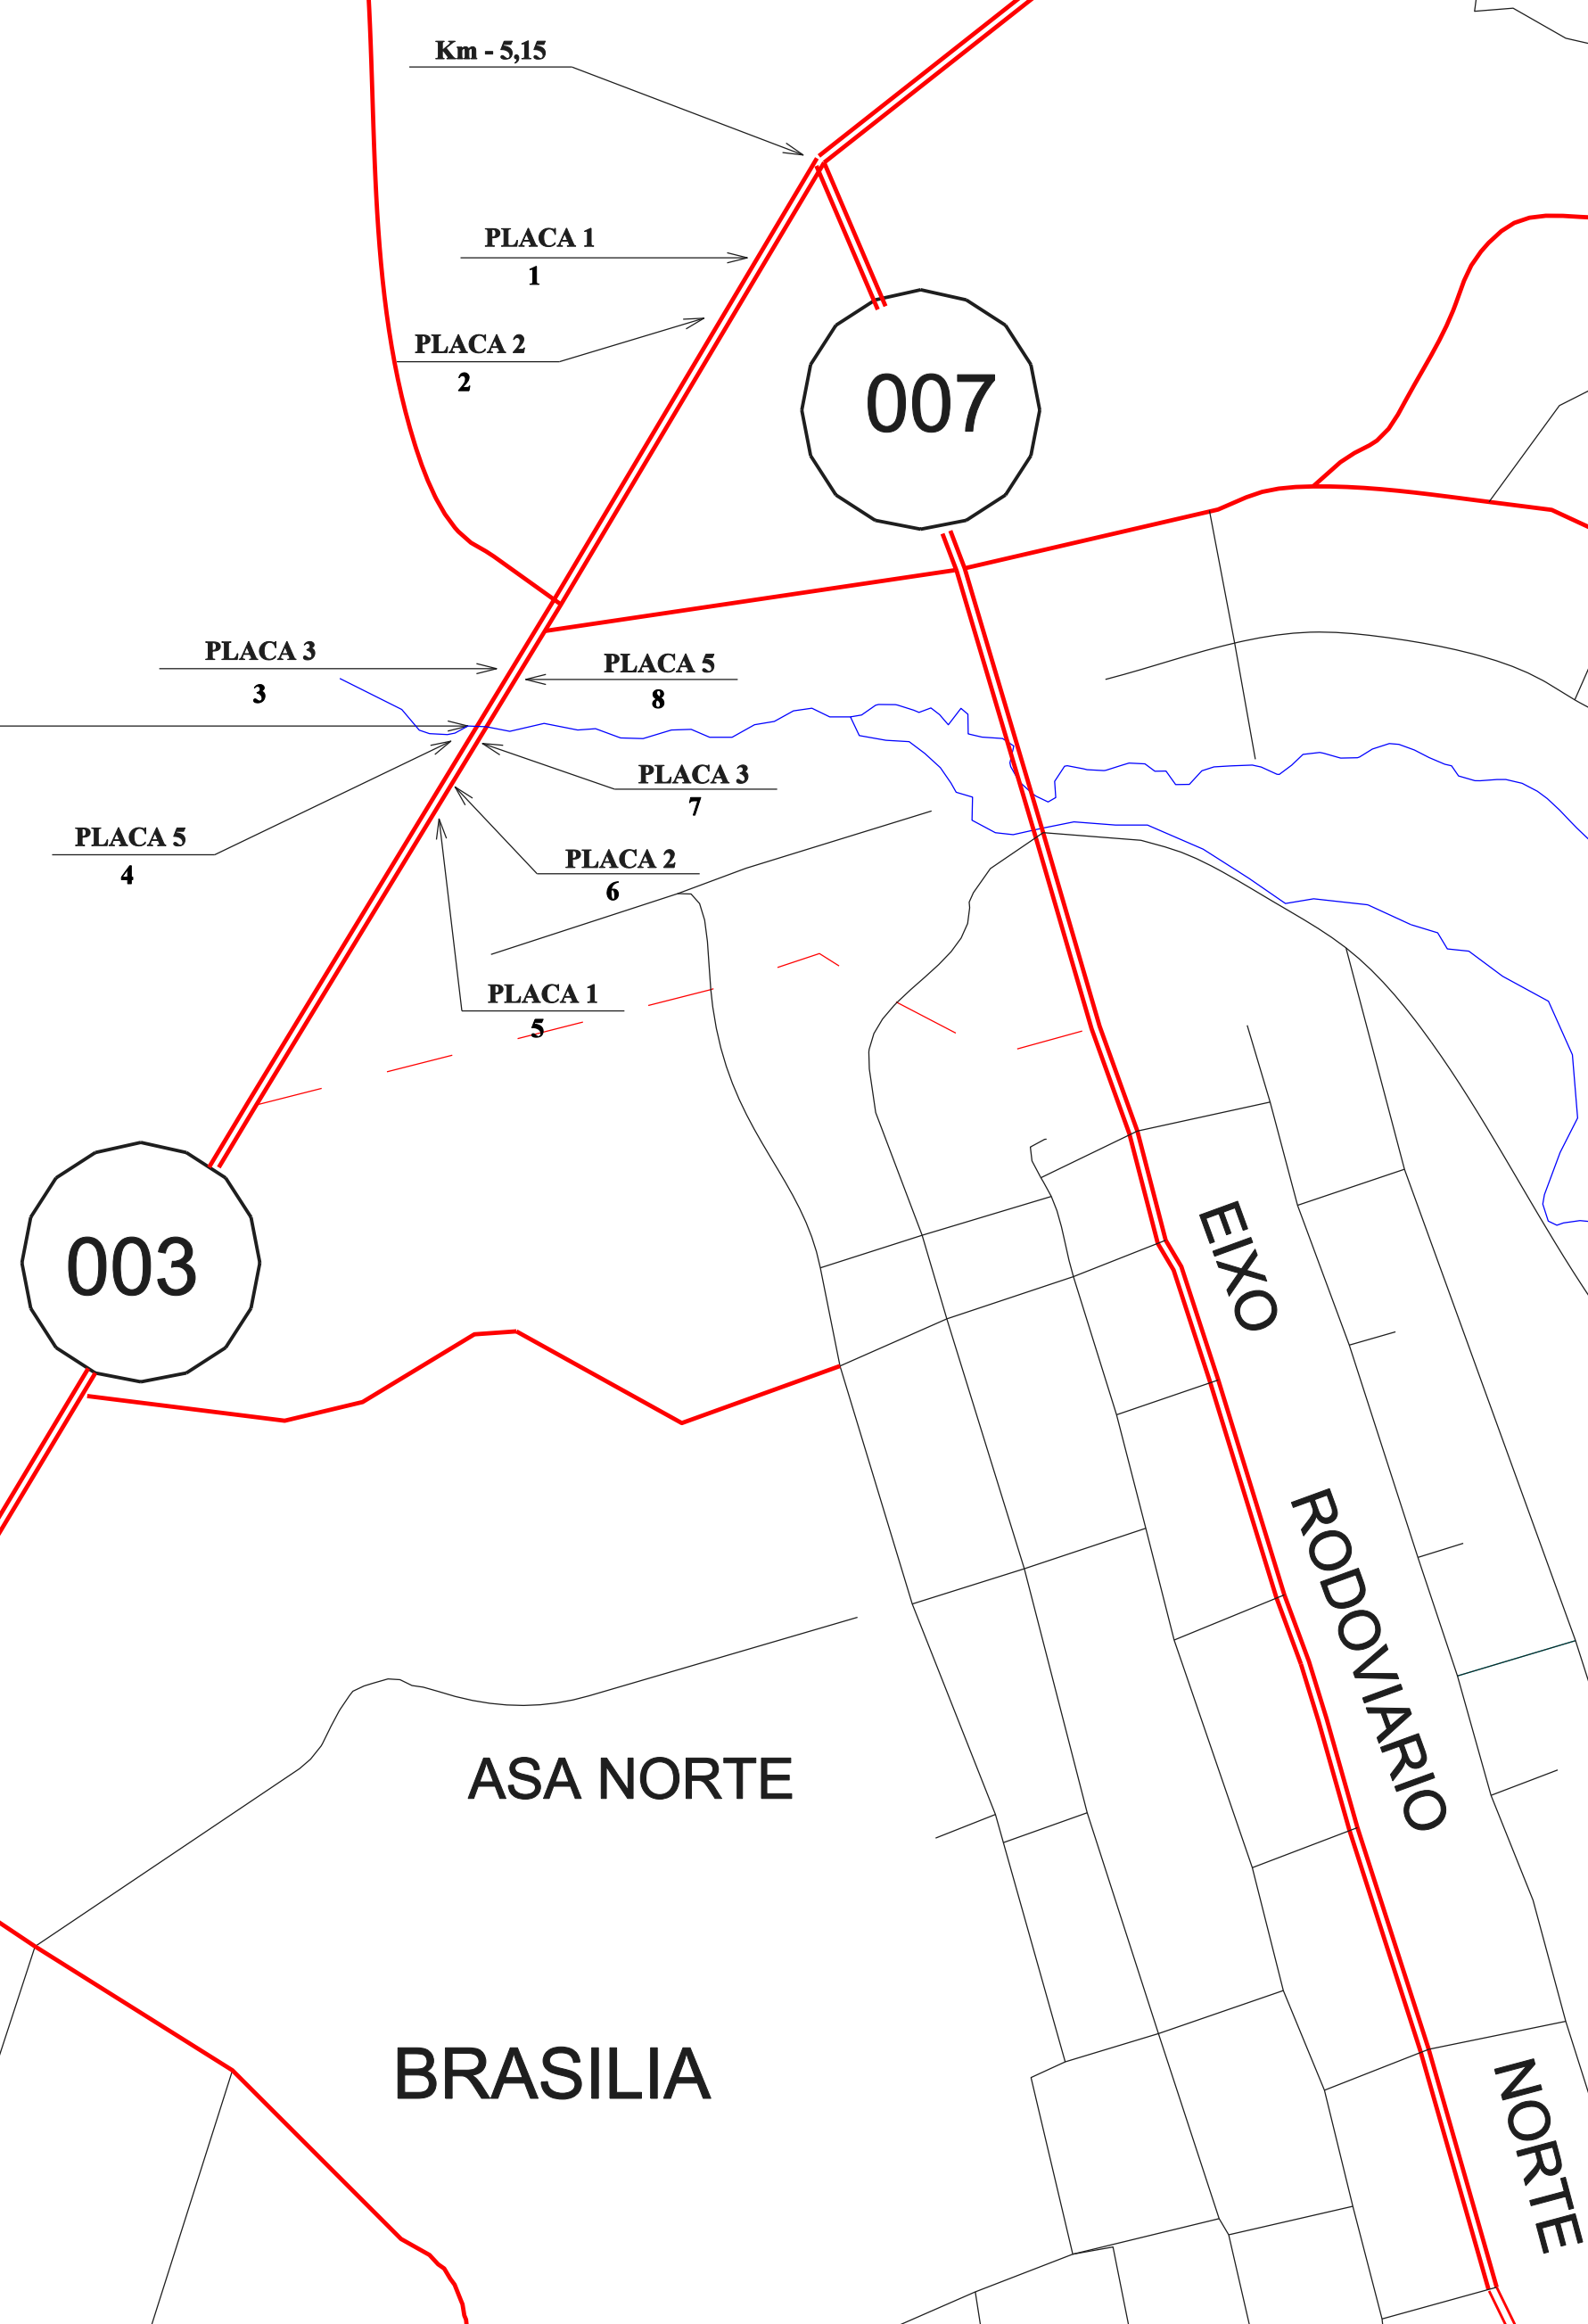 Km - 5,15
PLACA 1
1
PLACA 2
2
007
PLACA 3
3
PLACA 5
8
PLACA 3
7
PLACA 5
4
PLACA 2
6
PLACA 1
5
003
EIXO
RODOVIARIO
NORTE
ASA NORTE
BRASILIA